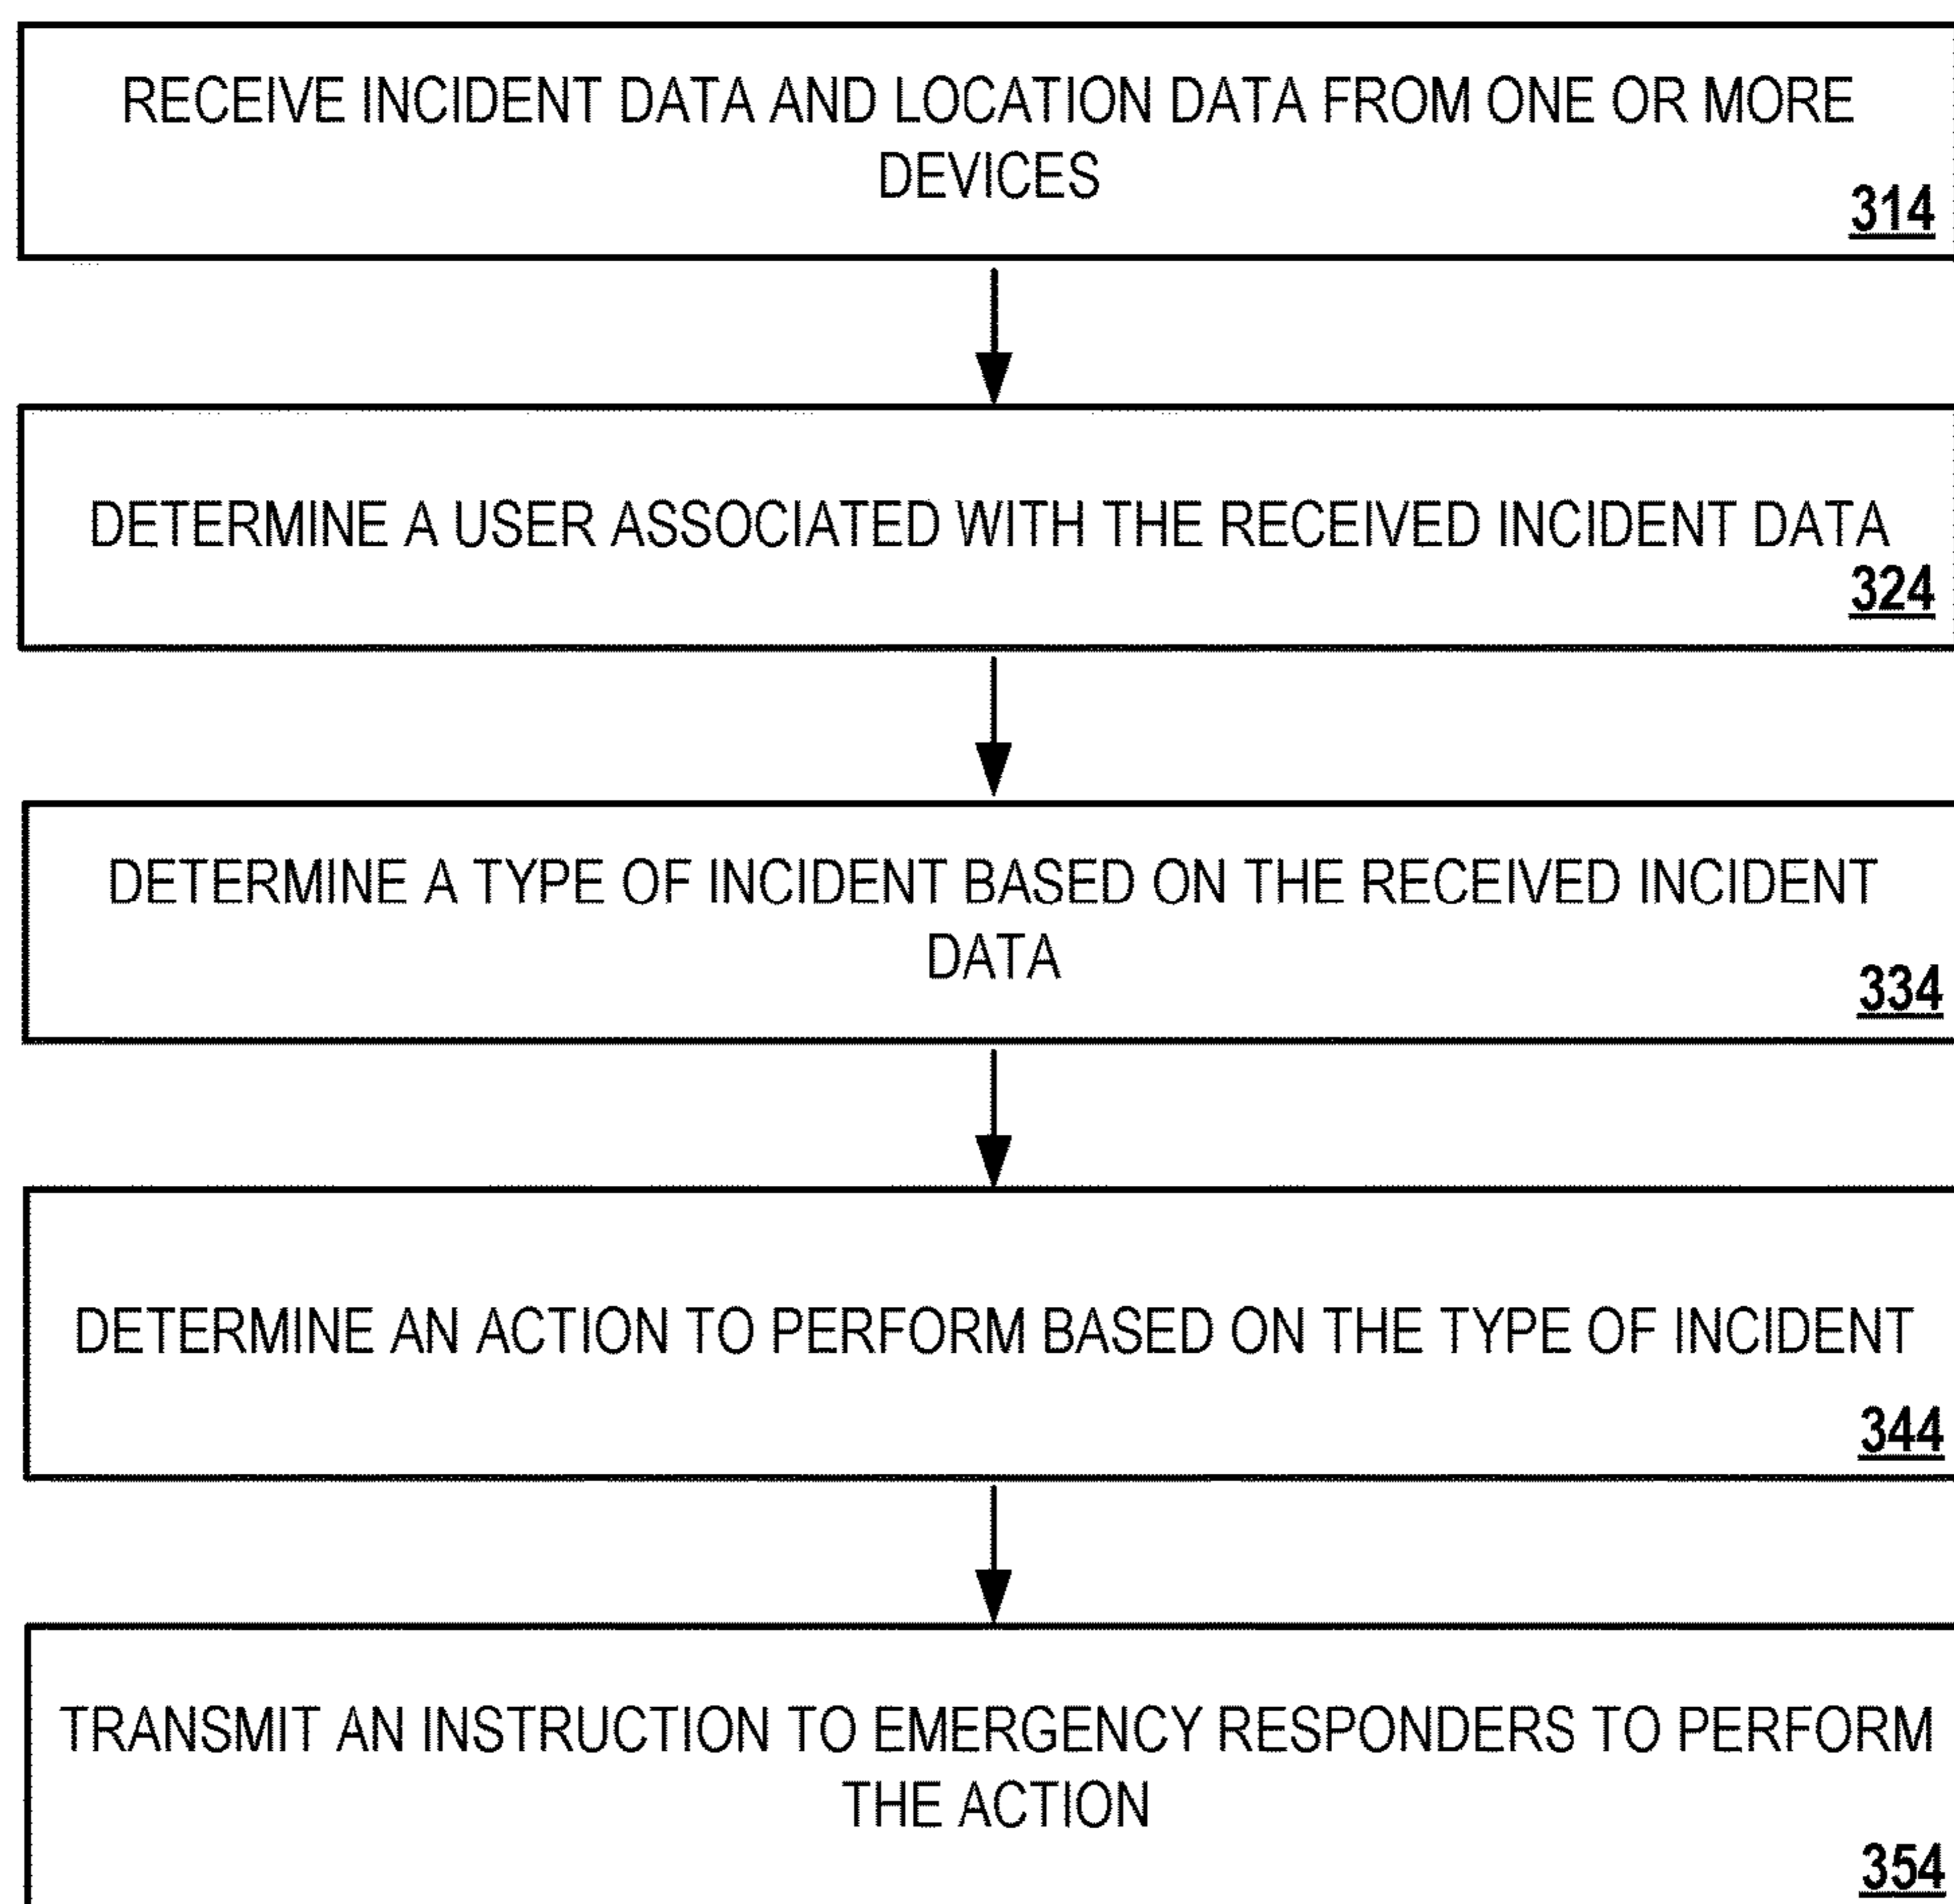 RECEIVE INCIDENT DATA AND LOCATION DATA FROM ONE OR MORE
DEVICES
314
DETERMINE A USER ASSOCIATED WITH THE RECEIVED INCIDENT DATA
324
DETERMINE A TYPE OF INCIDENT BASED ON THE RECEIVED INCIDENT
DATA
334
DETERMINE AN ACTION TO PERFORM BASED ON THE TYPE OF INCIDENT
344
TRANSMIT AN INSTRUCTION TO EMERGENCY RESPONDERS TO PERFORM
THE ACTION
354